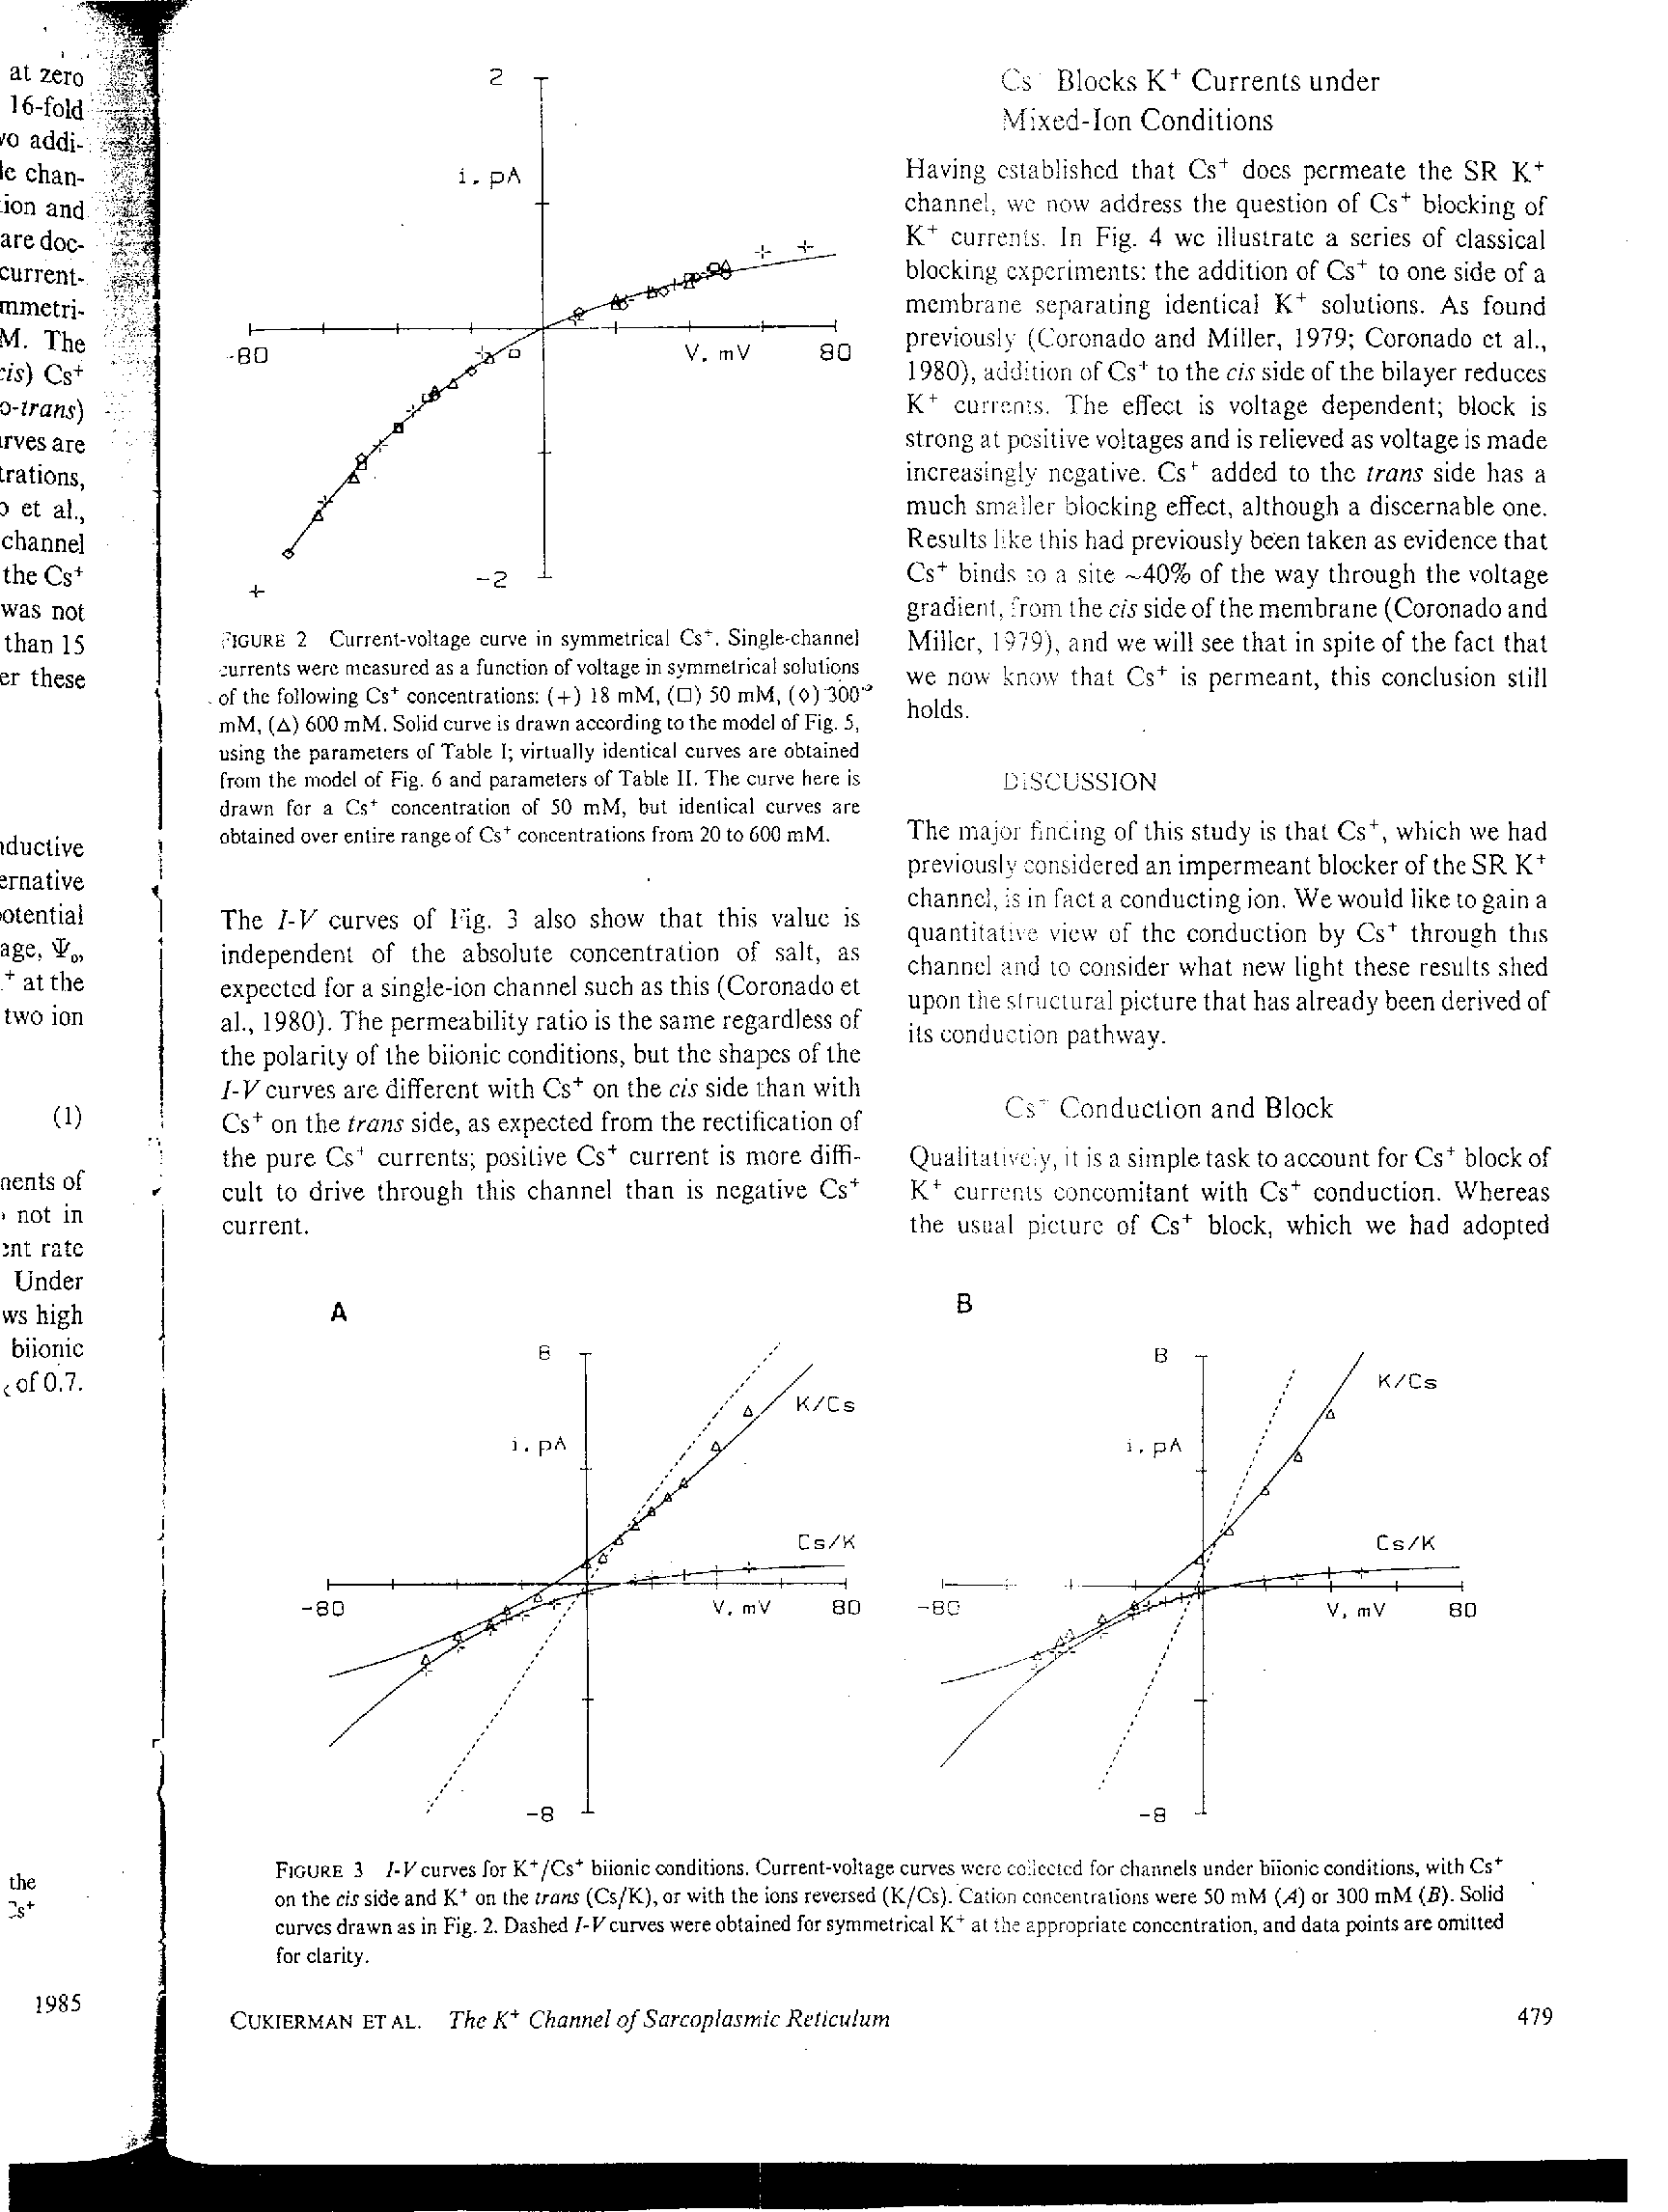 at zero
16-fold
addi-
chan-
ion and
are doc-
current-
mmetri-
M. The
cis) Cs⁺
o-trans)
urves are
trations,
et al.,
channel
the Cs⁺
was not
than 15
er these
ductive
ernative
otential
age, Ψₒ,
⁺ at the
two ion
(1)
nents of
not in
ent rate
Under
ws high
biionic
of 0.7.
the
Cs⁺
1985
2
i, pA
-80
V, mV
80
-2
FIGURE 2 Current-voltage curve in symmetrical Cs⁺. Single-channel
currents were measured as a function of voltage in symmetrical solutions
of the following Cs⁺ concentrations: (+) 18 mM, (□) 50 mM, (◊) 300
mM, (△) 600 mM. Solid curve is drawn according to the model of Fig. 5,
using the parameters of Table I; virtually identical curves are obtained
from the model of Fig. 6 and parameters of Table II. The curve here is
drawn for a Cs⁺ concentration of 50 mM, but identical curves are
obtained over entire range of Cs⁺ concentrations from 20 to 600 mM.
The I-V curves of Fig. 3 also show that this value is
independent of the absolute concentration of salt, as
expected for a single-ion channel such as this (Coronado et
al., 1980). The permeability ratio is the same regardless of
the polarity of the biionic conditions, but the shapes of the
I-V curves are different with Cs⁺ on the cis side than with
Cs⁺ on the trans side, as expected from the rectification of
the pure Cs⁺ currents; positive Cs⁺ current is more diffi-
cult to drive through this channel than is negative Cs⁺
current.
Cs⁺ Blocks K⁺ Currents under
Mixed-Ion Conditions
Having established that Cs⁺ does permeate the SR K⁺
channel, we now address the question of Cs⁺ blocking of
K⁺ currents. In Fig. 4 we illustrate a series of classical
blocking experiments: the addition of Cs⁺ to one side of a
membrane separating identical K⁺ solutions. As found
previously (Coronado and Miller, 1979; Coronado et al.,
1980), addition of Cs⁺ to the cis side of the bilayer reduces
K⁺ currents. The effect is voltage dependent; block is
strong at positive voltages and is relieved as voltage is made
increasingly negative. Cs⁺ added to the trans side has a
much smaller blocking effect, although a discernable one.
Results like this had previously been taken as evidence that
Cs⁺ binds to a site ~40% of the way through the voltage
gradient, from the cis side of the membrane (Coronado and
Miller, 1979), and we will see that in spite of the fact that
we now know that Cs⁺ is permeant, this conclusion still
holds.
DISCUSSION
The major finding of this study is that Cs⁺, which we had
previously considered an impermeant blocker of the SR K⁺
channel, is in fact a conducting ion. We would like to gain a
quantitative view of the conduction by Cs⁺ through this
channel and to consider what new light these results shed
upon the structural picture that has already been derived of
its conduction pathway.
Cs⁺ Conduction and Block
Qualitatively, it is a simple task to account for Cs⁺ block of
K⁺ currents concomitant with Cs⁺ conduction. Whereas
the usual picture of Cs⁺ block, which we had adopted
A
8
i, pA
K/Cs
Cs/K
-80
V, mV
80
-8
B
8
i, pA
K/Cs
Cs/K
-80
V, mV
80
-8
FIGURE 3 I-V curves for K⁺/Cs⁺ biionic conditions. Current-voltage curves were collected for channels under biionic conditions, with Cs⁺
on the cis side and K⁺ on the trans (Cs/K), or with the ions reversed (K/Cs). Cation concentrations were 50 mM (A) or 300 mM (B). Solid
curves drawn as in Fig. 2. Dashed I-V curves were obtained for symmetrical K⁺ at the appropriate concentration, and data points are omitted
for clarity.
CUKIERMAN ET AL. The K⁺ Channel of Sarcoplasmic Reticulum
479